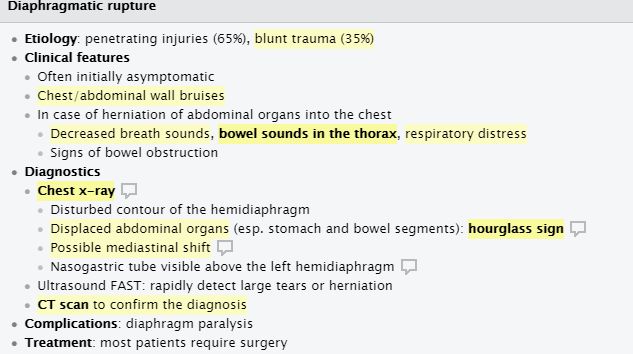 Diaphragmatic rupture
Etiology: penetrating injuries (65%), blunt trauma (35%)
Clinical features
Often initially asymptomatic
Chest/abdominal wall bruises
In case of herniation of abdominal organs into the chest
Decreased breath sounds, bowel sounds in the thorax, respiratory distress
Signs of bowel obstruction
Diagnostics
Chest x-ray
Disturbed contour of the hemidiaphragm
Displaced abdominal organs (esp. stomach and bowel segments): hourglass sign
Possible mediastinal shift
Nasogastric tube visible above the left hemidiaphragm
Ultrasound FAST: rapidly detect large tears or herniation
CT scan to confirm the diagnosis
Complications: diaphragm paralysis
Treatment: most patients require surgery